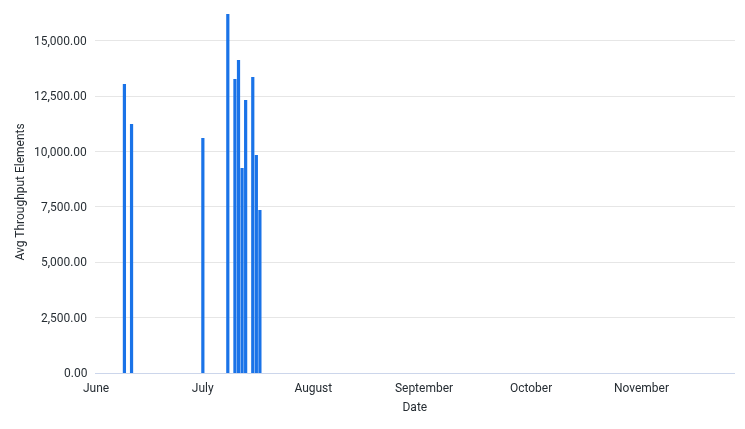 15,000.00
12,500.00
10,000.00
7,500.00
5,000.00
2,500.00
0.00
Avg Throughput Elements
June July August September October November
Date